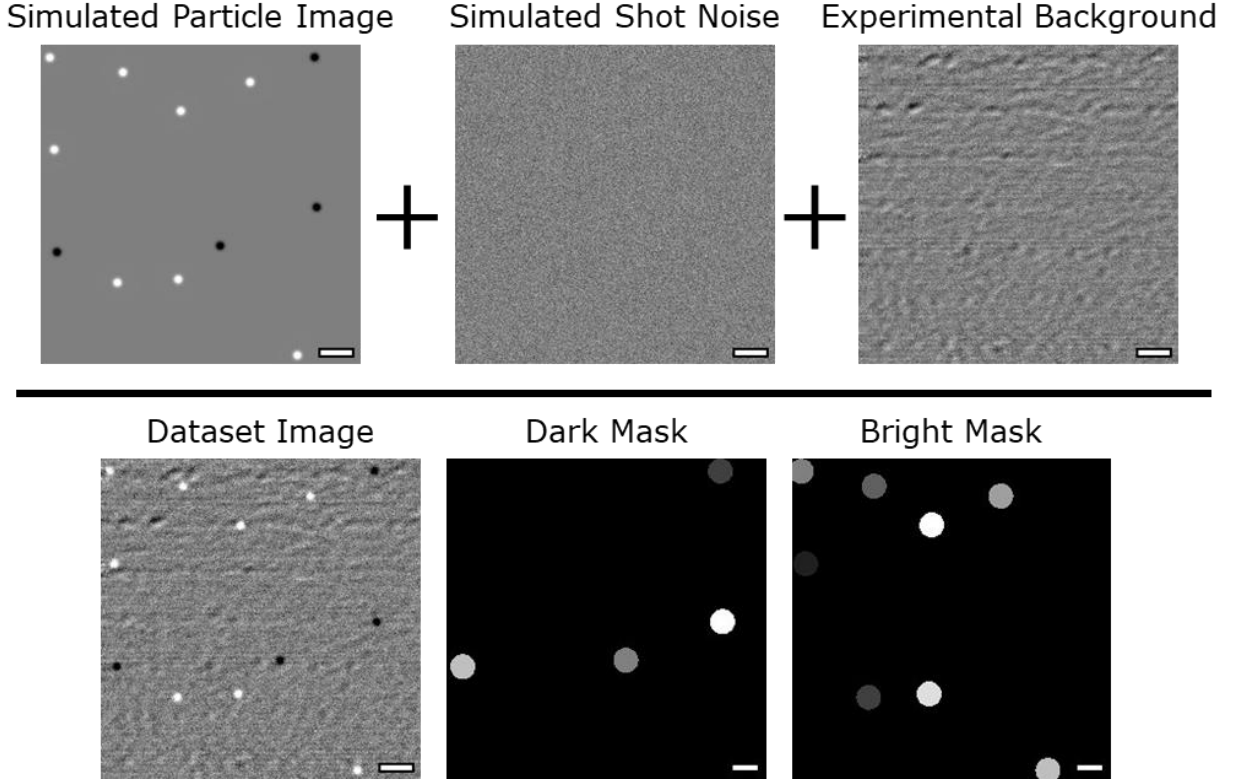 Simulated Particle Image
Simulated Shot Noise
Experimental Background
+
+
Dataset Image
Dark Mask
Bright Mask